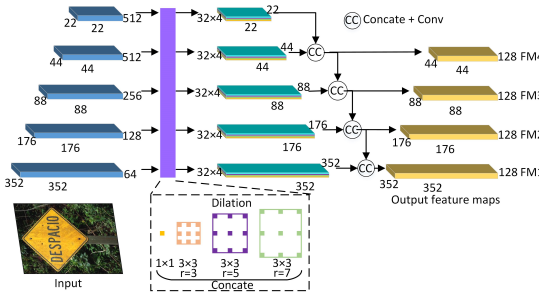 22 22 512 32×4 22 22 CC Concate + Conv
44 44 512 32×4 44 44 CC 44 44 128 FM4
88 88 256 32×4 88 88 CC 88 88 128 FM3
176 176 128 32×4 176 176 CC 176 176 128 FM2
352 352 64 32×4 352 352 CC 352 352 128 FM1
Output feature maps
DESPACIO
Input
Dilation
1×1 3×3 3×3 3×3
r=3 r=5 r=7
Concate